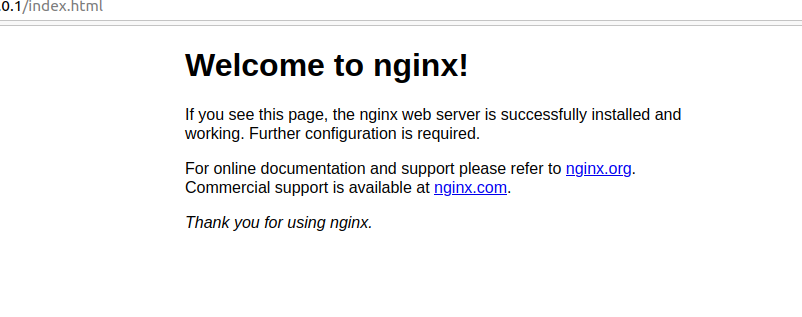 .0.1/index.html
Welcome to nginx!
If you see this page, the nginx web server is successfully installed and
working. Further configuration is required.
For online documentation and support please refer to nginx.org.
Commercial support is available at nginx.com.
Thank you for using nginx.